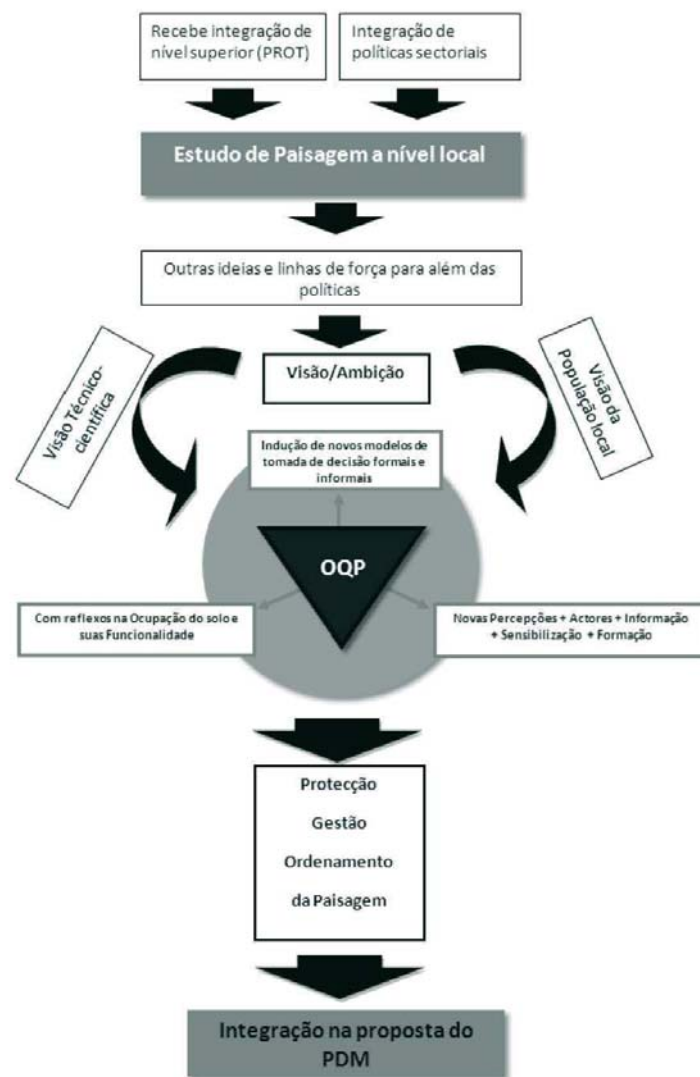 Recebe integração de
nível superior (PROT)
Integração de
políticas sectoriais
Estudo de Paisagem a nível local
Outras ideias e linhas de força para além das
políticas
Visão/Ambição
Visão Técnico-
científica
Visão da
População local
Indução de novos modelos de
tomada de decisão formais e
informais
OQP
Com reflexos na Ocupação do solo e
suas Funcionalidade
Novas Percepções + Actores + Informação
+ Sensibilização + Formação
Protecção
Gestão
Ordenamento
da Paisagem
Integração na proposta do
PDM